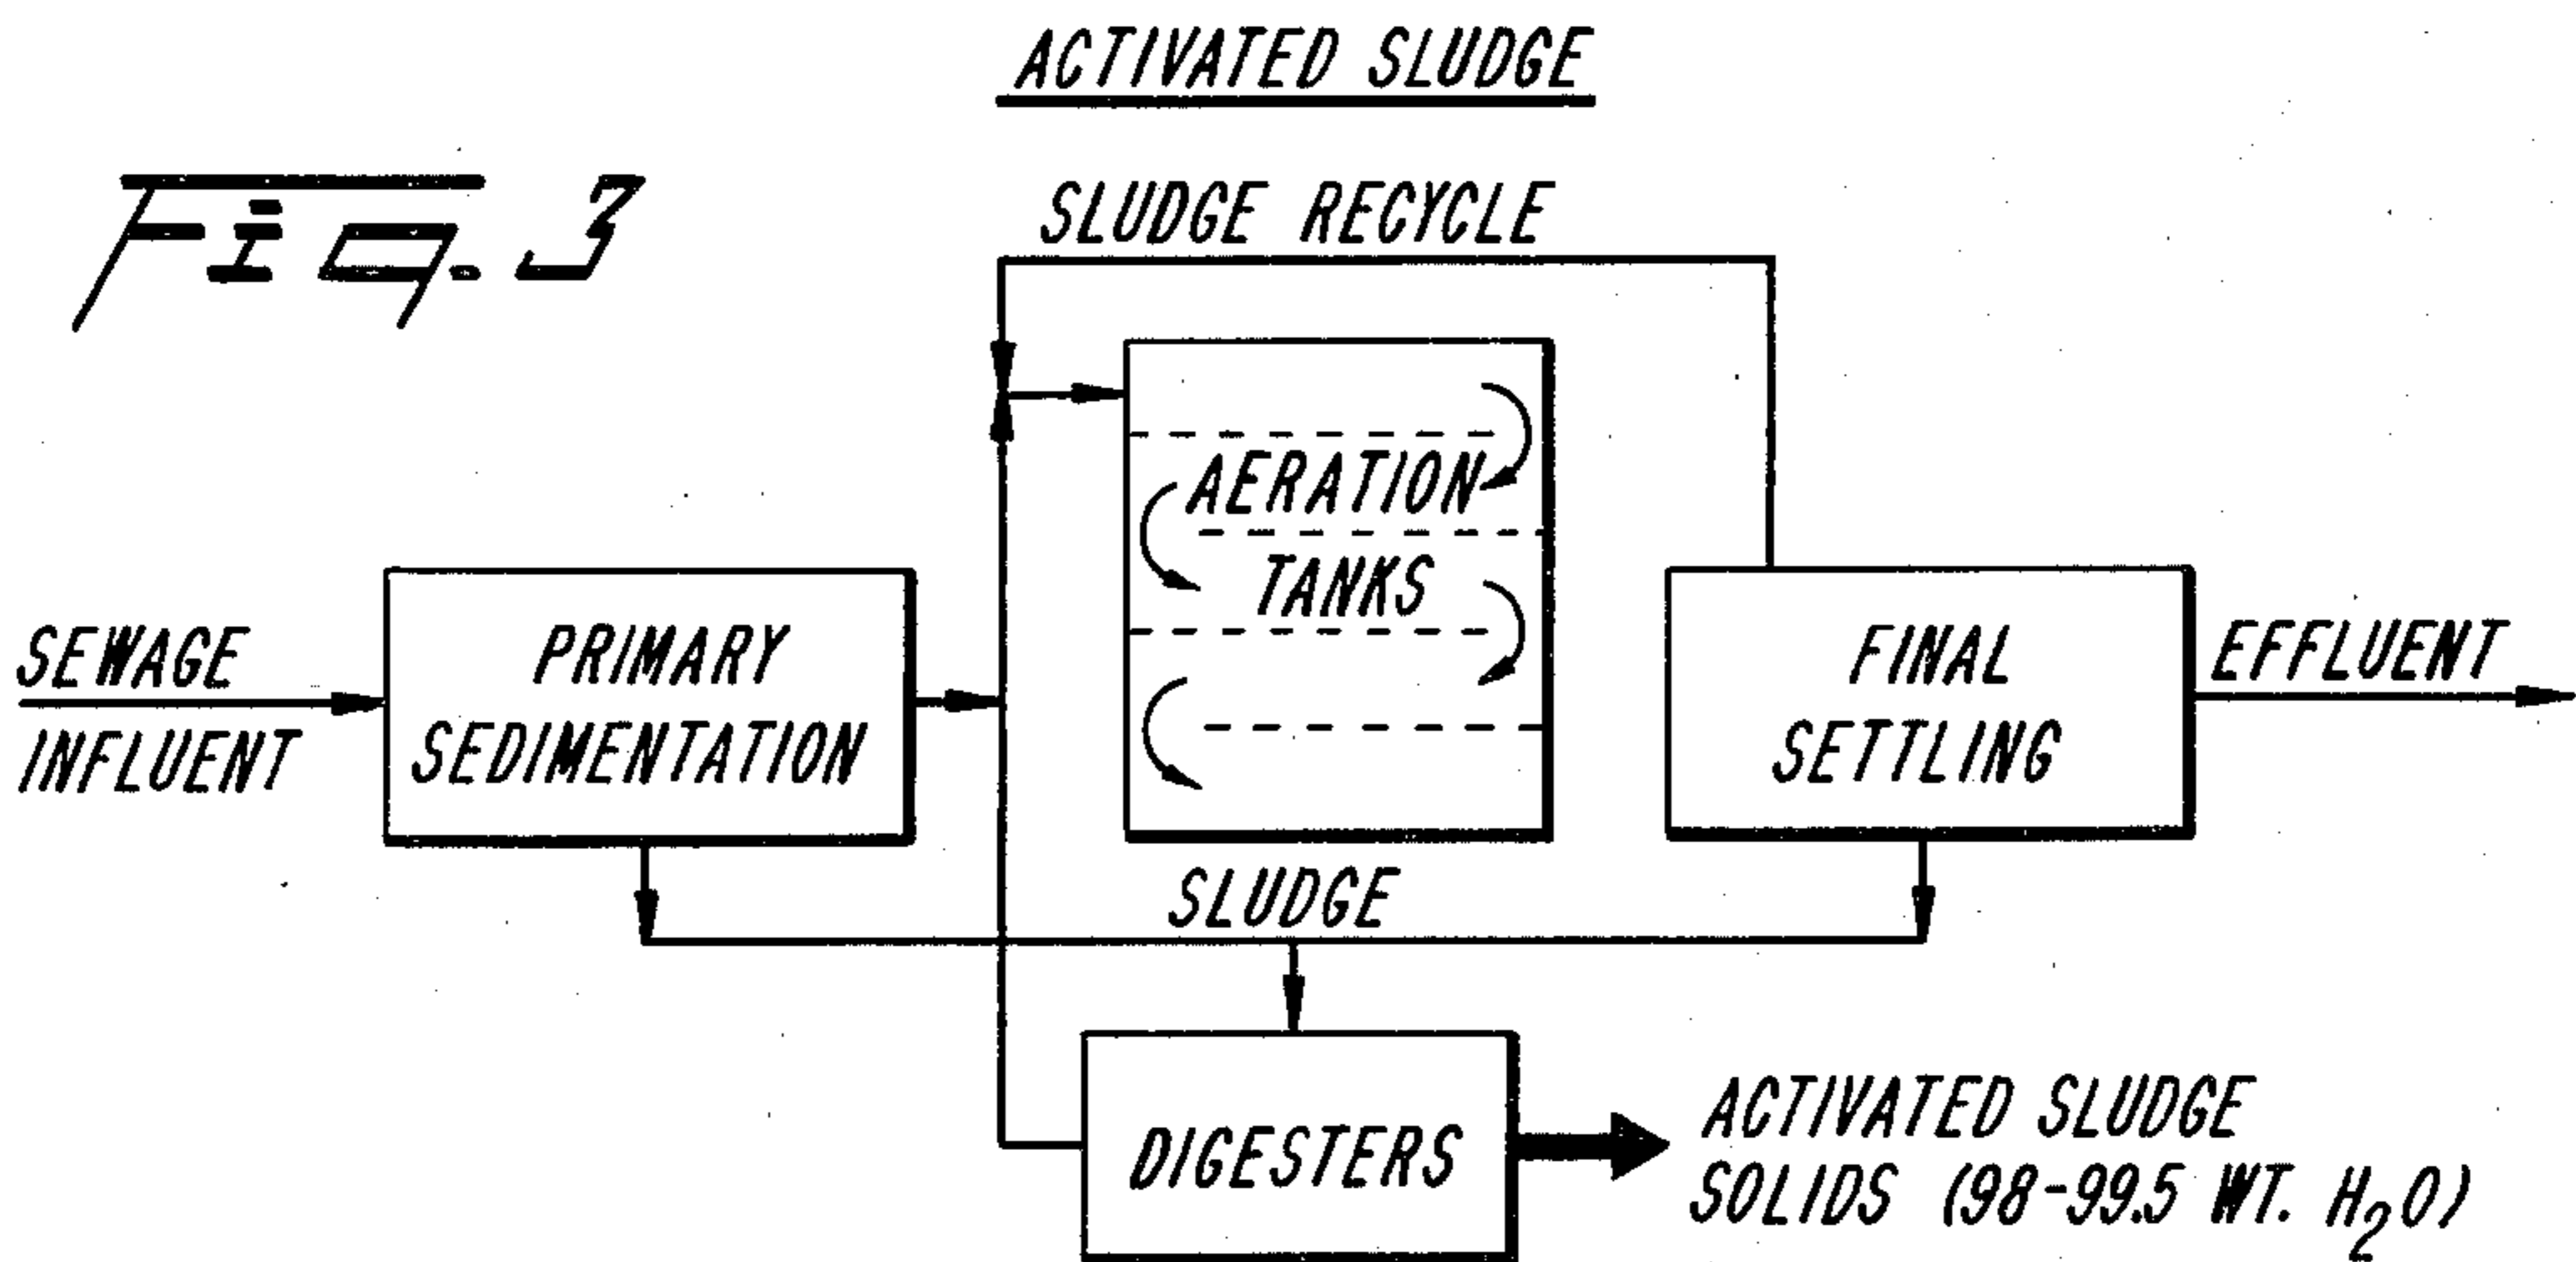 ACTIVATED SLUDGE
Fig. 3
SLUDGE RECYCLE
AERATION
TANKS
SEWAGE
INFLUENT
PRIMARY
SEDIMENTATION
FINAL
SETTLING
EFFLUENT
SLUDGE
DIGESTERS
ACTIVATED SLUDGE
SOLIDS (98-99.5 WT. H₂O)